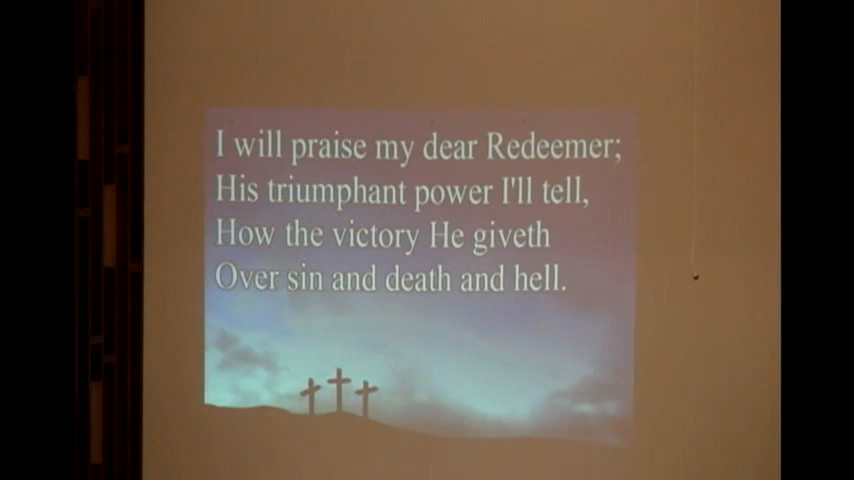 I will praise my dear Redeemer;
His triumphant power I'll tell,
How the victory He giveth
Over sin and death and hell.